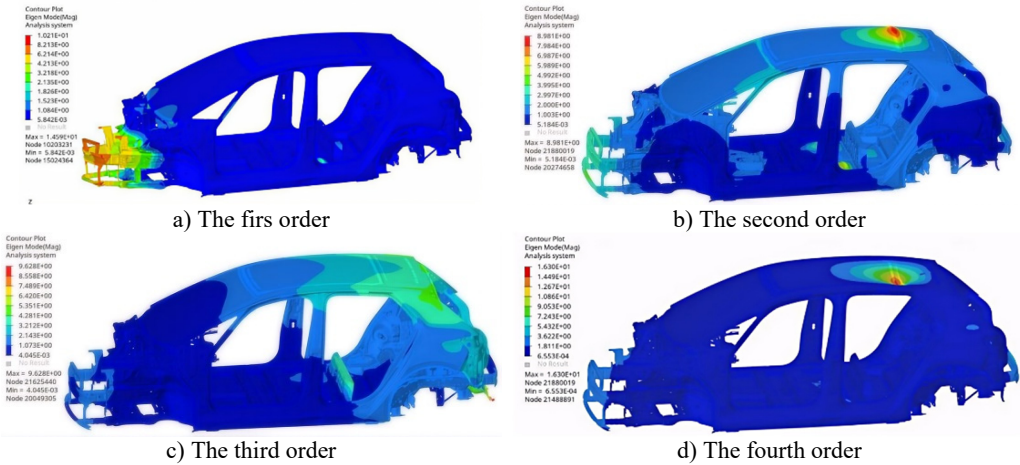 Contour Plot
Eigen Mode(Mag)
Analysis system
1.021E+01
8.213E+00
6.214E+00
4.213E+00
3.218E+00
2.135E+00
1.826E+00
1.523E+00
1.084E+00
5.842E-03
No Result
Max = 1.459E+01
Node 10203231
Min = 5.842E-03
Node 15024364
z
a) The firs order
Contour Plot
Eigen Mode(Mag)
Analysis system
8.981E+00
7.984E+00
6.987E+00
5.989E+00
4.992E+00
3.995E+00
2.997E+00
2.000E+00
1.003E+00
5.184E-03
No Result
Max = 8.981E+00
Node 21880019
Min = 5.184E-03
Node 20274658
b) The second order
Contour Plot
Eigen Mode(Mag)
Analysis system
9.628E+00
8.558E+00
7.489E+00
6.420E+00
5.351E+00
4.281E+00
3.212E+00
2.143E+00
1.073E+00
4.045E-03
No Result
Max = 9.628E+00
Node 21625440
Min = 4.045E-03
Node 20049305
c) The third order
Contour Plot
Eigen Mode(Mag)
Analysis system
1.630E+01
1.449E+01
1.267E+01
1.086E+01
9.053E+00
7.243E+00
5.432E+00
3.622E+00
1.811E+00
6.553E-04
No Result
Max = 1.630E+01
Node 21880019
Min = 6.553E-04
Node 21488891
d) The fourth order